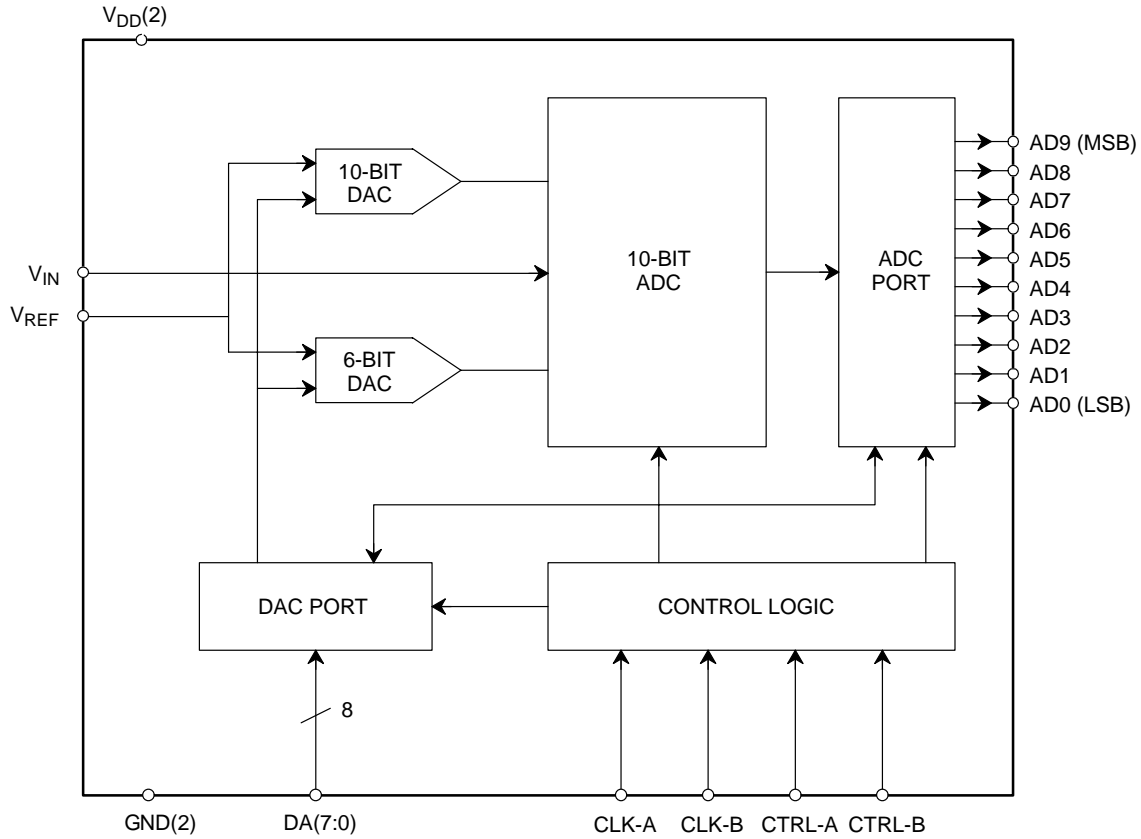 V_DD(2)
10-BIT
DAC
10-BIT
ADC
ADC
PORT
AD9 (MSB)
AD8
AD7
AD6
AD5
AD4
AD3
AD2
AD1
AD0 (LSB)
V_IN
V_REF
6-BIT
DAC
DAC PORT
CONTROL LOGIC
8
GND(2)
DA(7:0)
CLK-A
CLK-B
CTRL-A
CTRL-B